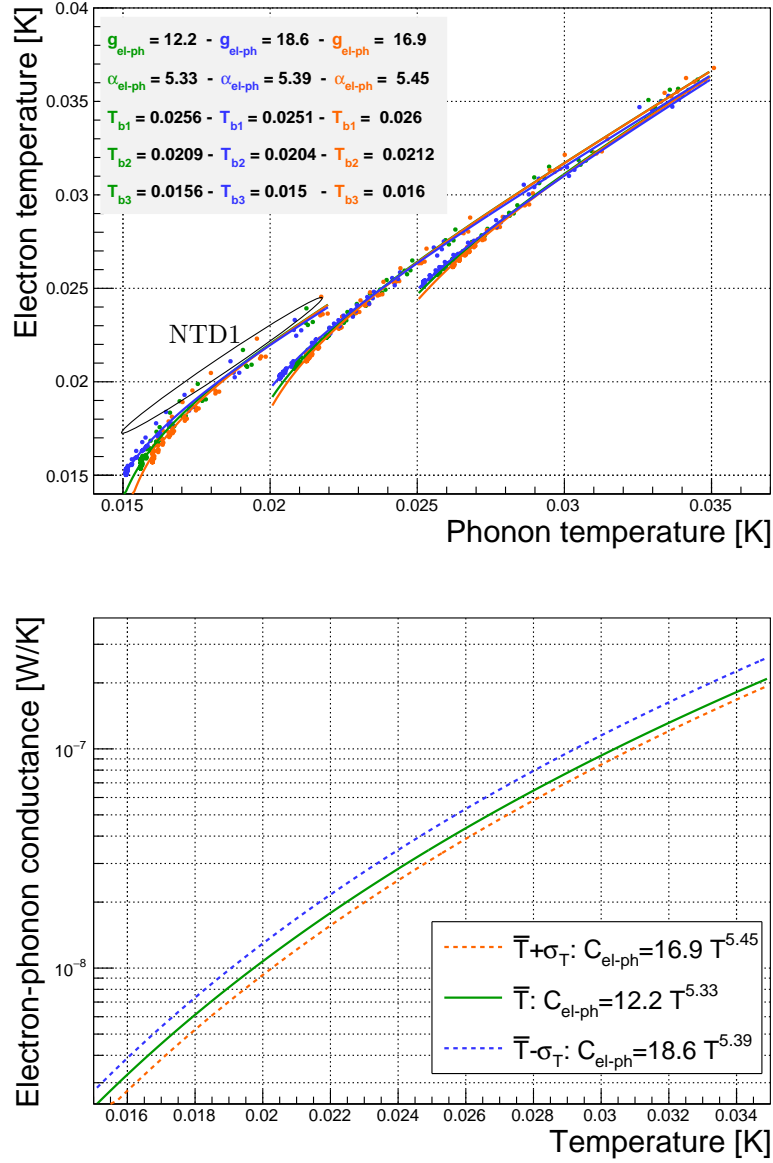 Electron temperature [K]
0.04
0.035
0.03
0.025
0.02
0.015
g_el-ph = 12.2 - g_el-ph = 18.6 - g_el-ph = 16.9
α_el-ph = 5.33 - α_el-ph = 5.39 - α_el-ph = 5.45
T_b1 = 0.0256 - T_b1 = 0.0251 - T_b1 = 0.026
T_b2 = 0.0209 - T_b2 = 0.0204 - T_b2 = 0.0212
T_b3 = 0.0156 - T_b3 = 0.015 - T_b3 = 0.016
NTD1
0.015 0.02 0.025 0.03 0.035
Phonon temperature [K]
Electron-phonon conductance [W/K]
10^-7
10^-8
T̿+σ_T: C_el-ph=16.9 T^5.45
T̿: C_el-ph=12.2 T^5.33
T̿-σ_T: C_el-ph=18.6 T^5.39
0.016 0.018 0.02 0.022 0.024 0.026 0.028 0.03 0.032 0.034
Temperature [K]